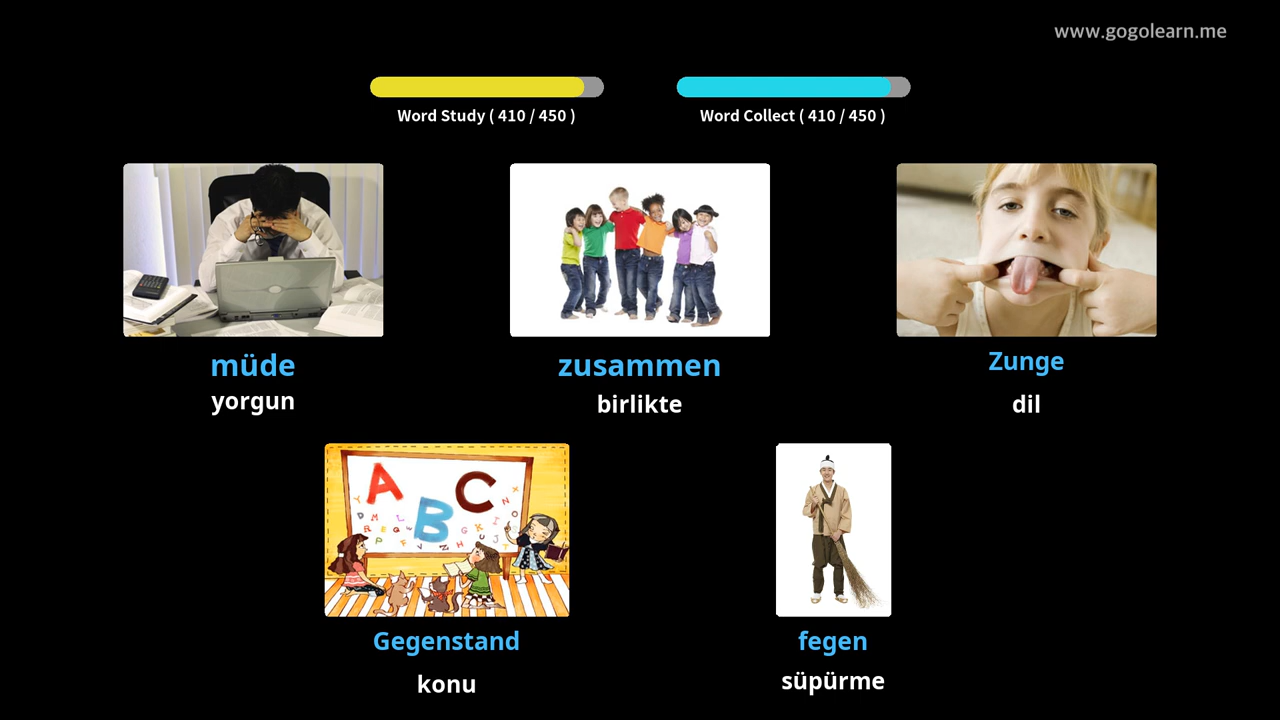 www.gogolearn.me
Word Study ( 410 / 450 )
Word Collect ( 410 / 450 )
müde
yorgun
zusammen
birlikte
Zunge
dil
A B C
Gegenstand
konu
fegen
süpürme